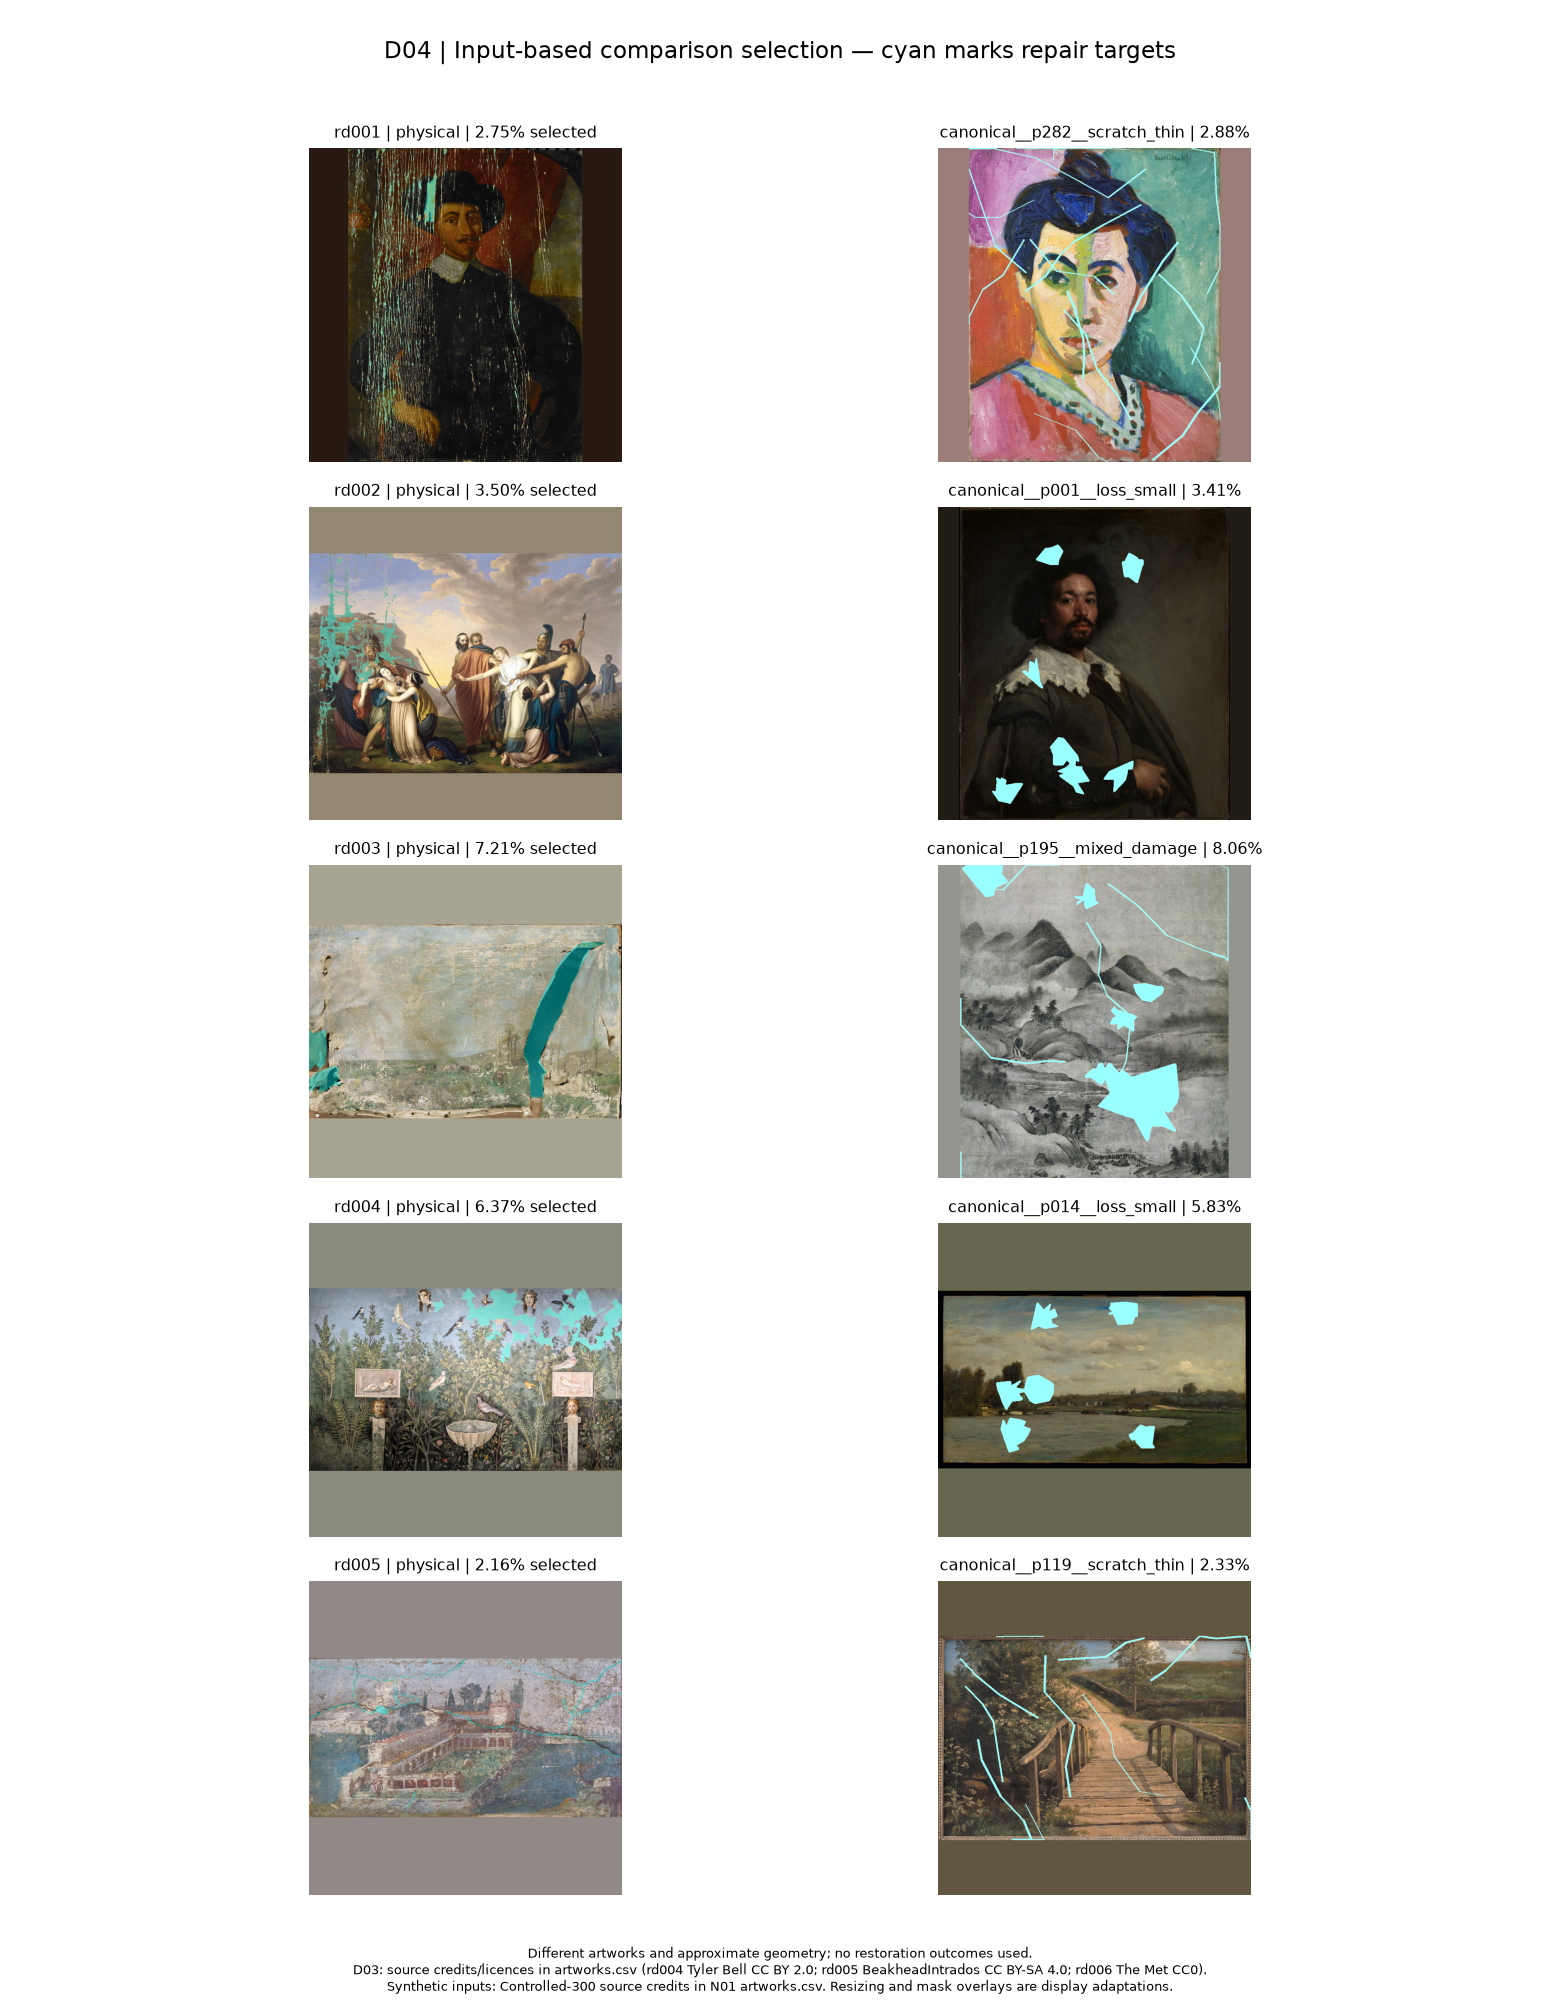 D04 | Input-based comparison selection — cyan marks repair targets
rd001 | physical | 2.75% selected
canonical__p282__scratch_thin | 2.88%
rd002 | physical | 3.50% selected
canonical__p001__loss_small | 3.41%
rd003 | physical | 7.21% selected
canonical__p195__mixed_damage | 8.06%
rd004 | physical | 6.37% selected
canonical__p014__loss_small | 5.83%
rd005 | physical | 2.16% selected
canonical__p119__scratch_thin | 2.33%
Different artworks and approximate geometry; no restoration outcomes used.
D03: source credits/licences in artworks.csv (rd004 Tyler Bell CC BY 2.0; rd005 BeakheadIntrados CC BY-SA 4.0; rd006 The Met CC0).
Synthetic inputs: Controlled-300 source credits in N01 artworks.csv. Resizing and mask overlays are display adaptations.